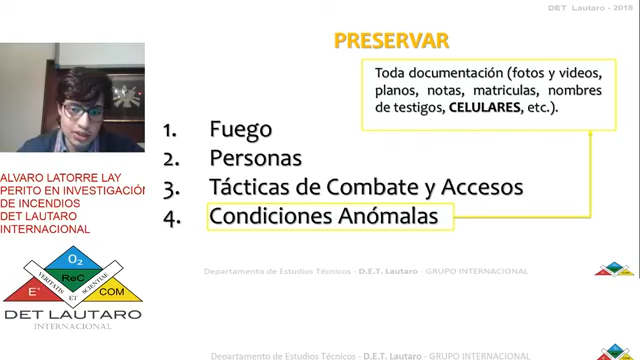 DET Lautaro - 2018
PRESERVAR
Toda documentación (fotos y videos,
planos, notas, matriculas, nombres
de testigos, CELULARES, etc.).
1. Fuego
2. Personas
3. Tácticas de Combate y Accesos
4. Condiciones Anómalas
ALVARO LATORRE LAY
PERITO EN INVESTIGACIÓN
DE INCENDIOS
DET LAUTARO
INTERNACIONAL
O2
ReC
E+
COM
VERITATIS ET SCIENTIAE
DET LAUTARO
INTERNACIONAL
Departamento de Estudios Técnicos - D.E.T. Lautaro - GRUPO INTERNACIONAL
Departamento de Estudios Técnicos - D.E.T. Lautaro - GRUPO INTERNACIONAL